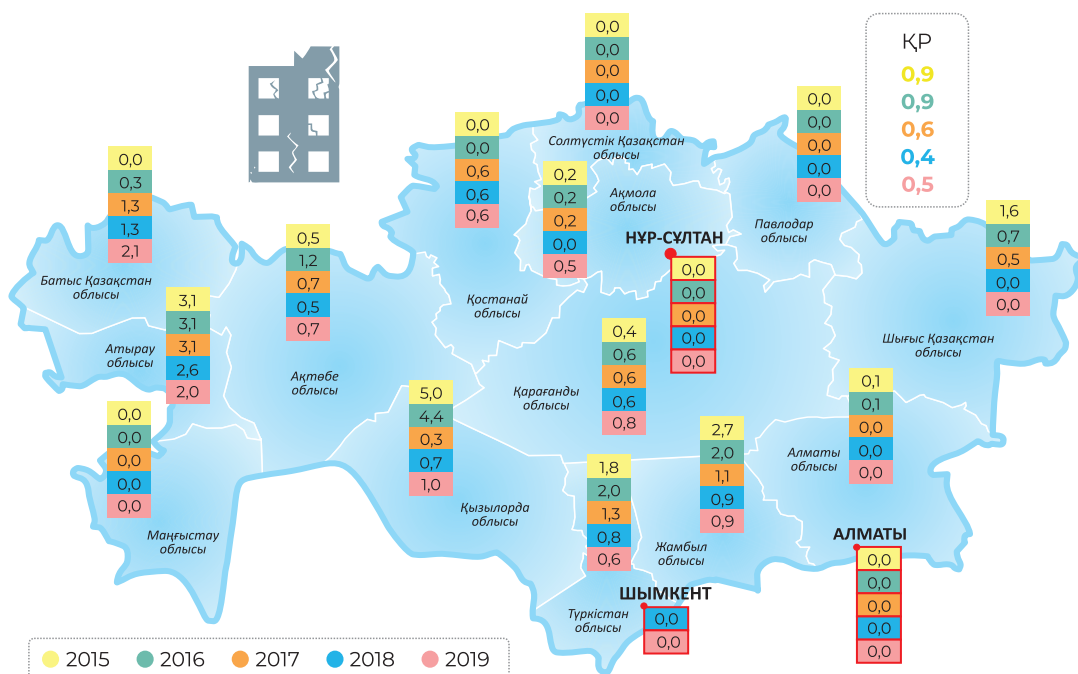 0,0
0,0
0,0
0,0
0,0
Солтүстік Қазақстан
облысы
ҚР
0,9
0,9
0,6
0,4
0,5
0,0
0,0
0,0
0,0
0,0
Павлодар
облысы
0,0
0,0
0,6
0,6
0,6
Қостанай
облысы
0,2
0,2
0,2
0,0
0,5
Ақмола
облысы
НҰР-СҰЛТАН
0,0
0,0
0,0
0,0
0,0
0,0
0,3
1,3
1,3
2,1
Батыс Қазақстан
облысы
1,6
0,7
0,5
0,0
0,0
Шығыс Қазақстан
облысы
0,5
1,2
0,7
0,5
0,7
Ақтөбе
облысы
3,1
3,1
3,1
2,6
2,0
Атырау
облысы
0,4
0,6
0,6
0,6
0,8
Қарағанды
облысы
0,0
0,0
0,0
0,0
0,0
Маңғыстау
облысы
5,0
4,4
0,3
0,7
1,0
Қызылорда
облысы
0,1
0,1
0,0
0,0
0,0
Алматы
облысы
2,7
2,0
1,1
0,9
0,9
Жамбыл
облысы
1,8
2,0
1,3
0,8
0,6
Түркістан
облысы
ШЫМКЕНТ
0,0
0,0
АЛМАТЫ
0,0
0,0
0,0
0,0
0,0
2015 2016 2017 2018 2019